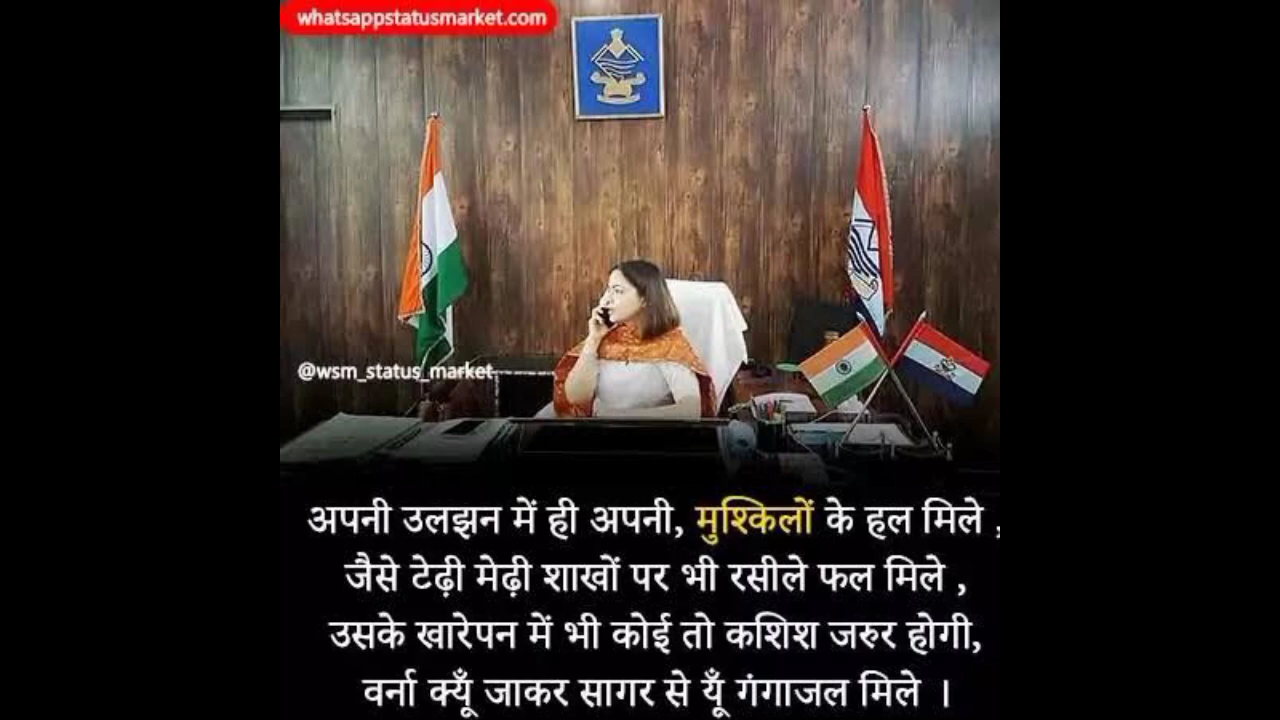 whatsappstatusmarket.com
@wsm_status_market
अपनी उलझन में ही अपनी, मुश्किलों के हल मिले ,
जैसे टेढ़ी मेढ़ी शाखों पर भी रसीले फल मिले ,
उसके खारेपन में भी कोई तो कशिश जरुर होगी,
वर्ना क्यूँ जाकर सागर से यूँ गंगाजल मिले ।